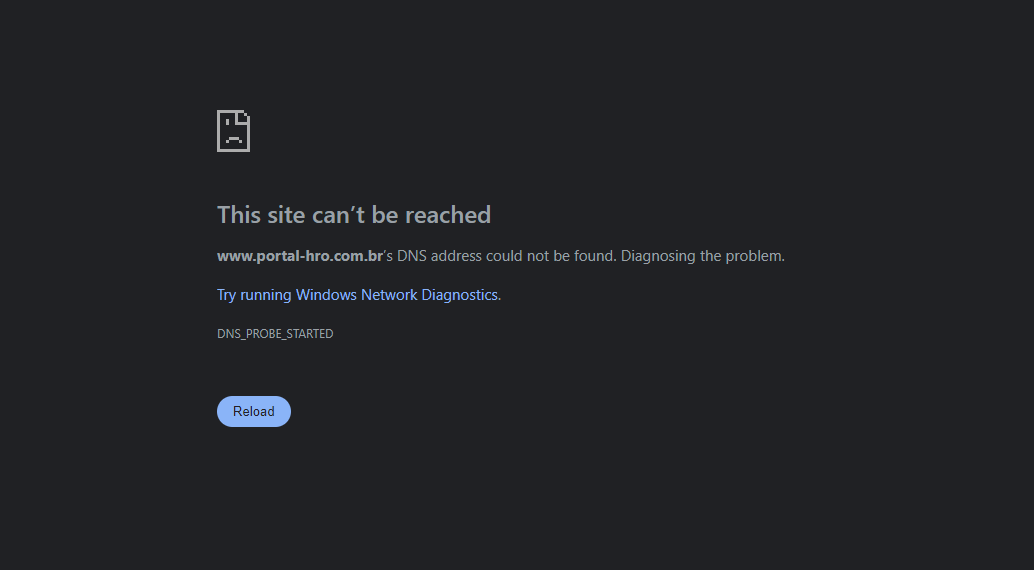 This site can’t be reached
www.portal-hro.com.br’s DNS address could not be found. Diagnosing the problem.
Try running Windows Network Diagnostics.
DNS_PROBE_STARTED
Reload